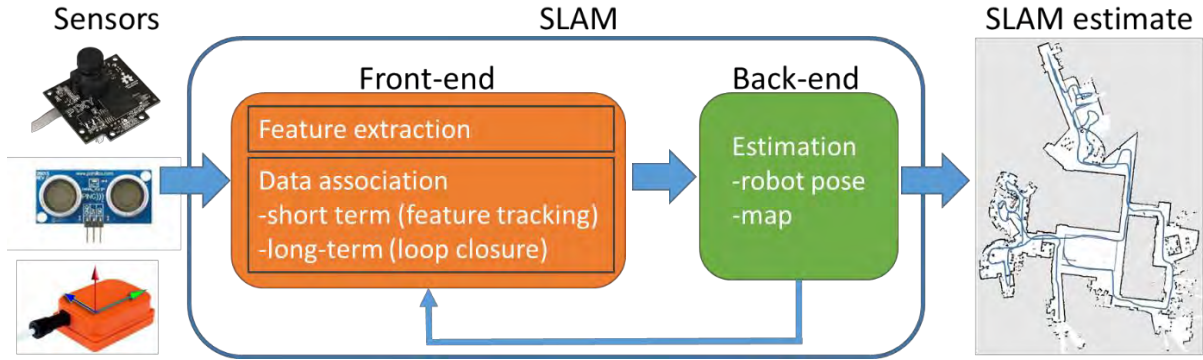 Sensors
SLAM
SLAM estimate
Front-end
Back-end
Feature extraction
Data association
-short term (feature tracking)
-long-term (loop closure)
Estimation
-robot pose
-map